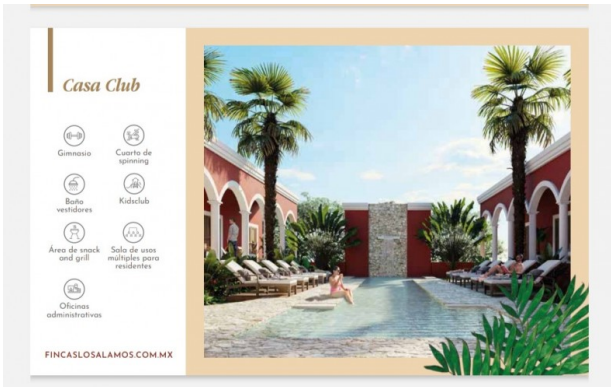 Casa Club
Gimnasio
Cuarto de
spinning
Baño
vestidores
Kidsclub
Área de snack
and grill
Sala de usos
múltiples para
residentes
Oficinas
administrativas
FINCASLOSALAMOS.COM.MX